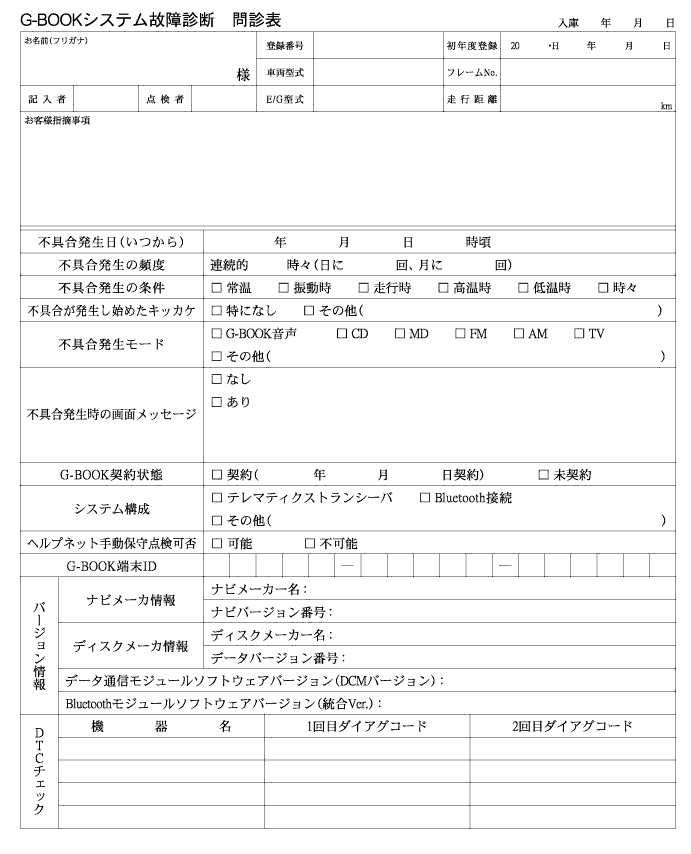 G-BOOKシステム故障診断　問診表
入庫　年　月　日
お名前(フリガナ)
様
登録番号
初年度登録　20　・H　年　月　日
車両型式
フレームNo.
記入者
点検者
E/G型式
走行距離
km
お客様指摘事項
不具合発生日(いつから)　年　月　日　時頃
不具合発生の頻度　連続的　時々(日に　回、月に　回)
不具合発生の条件　□ 常温　□ 振動時　□ 走行時　□ 高温時　□ 低温時　□ 時々
不具合が発生し始めたキッカケ　□ 特になし　□ その他(　)
不具合発生モード
□ G-BOOK音声　□ CD　□ MD　□ FM　□ AM　□ TV
□ その他(　)
不具合発生時の画面メッセージ
□ なし
□ あり
G-BOOK契約状態　□ 契約(　年　月　日契約)　□ 未契約
システム構成
□ テレマティクストランシーバ　□ Bluetooth接続
□ その他(　)
ヘルプネット手動保守点検可否　□ 可能　□ 不可能
G-BOOK端末ID　—　—
バージョン情報
ナビメーカ情報
ナビメーカー名：
ナビバージョン番号：
ディスクメーカ情報
ディスクメーカー名：
データバージョン番号：
データ通信モジュールソフトウェアバージョン(DCMバージョン)：
Bluetoothモジュールソフトウェアバージョン(統合Ver.)：
DTCチェック
機　器　名　1回目ダイアグコード　2回目ダイアグコード